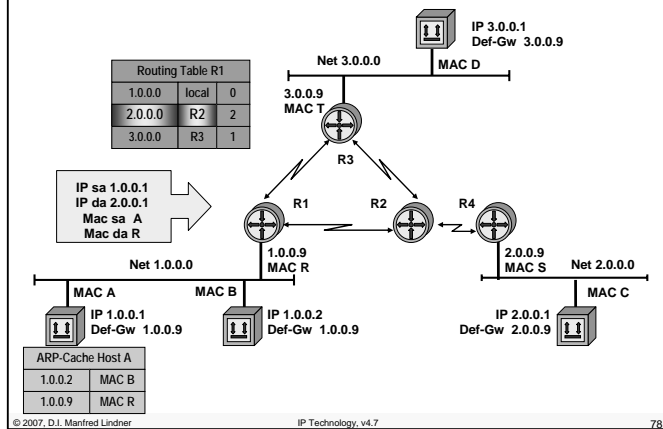 IP 3.0.0.1
Def-Gw 3.0.0.9
Net 3.0.0.0
MAC D
Routing Table R1
1.0.0.0 local 0
2.0.0.0 R2 2
3.0.0.0 R3 1
3.0.0.9
MAC T
R3
IP sa 1.0.0.1
IP da 2.0.0.1
Mac sa A
Mac da R
R1
R2
R4
1.0.0.9
MAC R
2.0.0.9
MAC S
Net 1.0.0.0
Net 2.0.0.0
MAC A
MAC B
MAC C
IP 1.0.0.1
Def-Gw 1.0.0.9
IP 1.0.0.2
Def-Gw 1.0.0.9
IP 2.0.0.1
Def-Gw 2.0.0.9
ARP-Cache Host A
1.0.0.2 MAC B
1.0.0.9 MAC R
© 2007, D.I. Manfred Lindner
IP Technology, v4.7
78